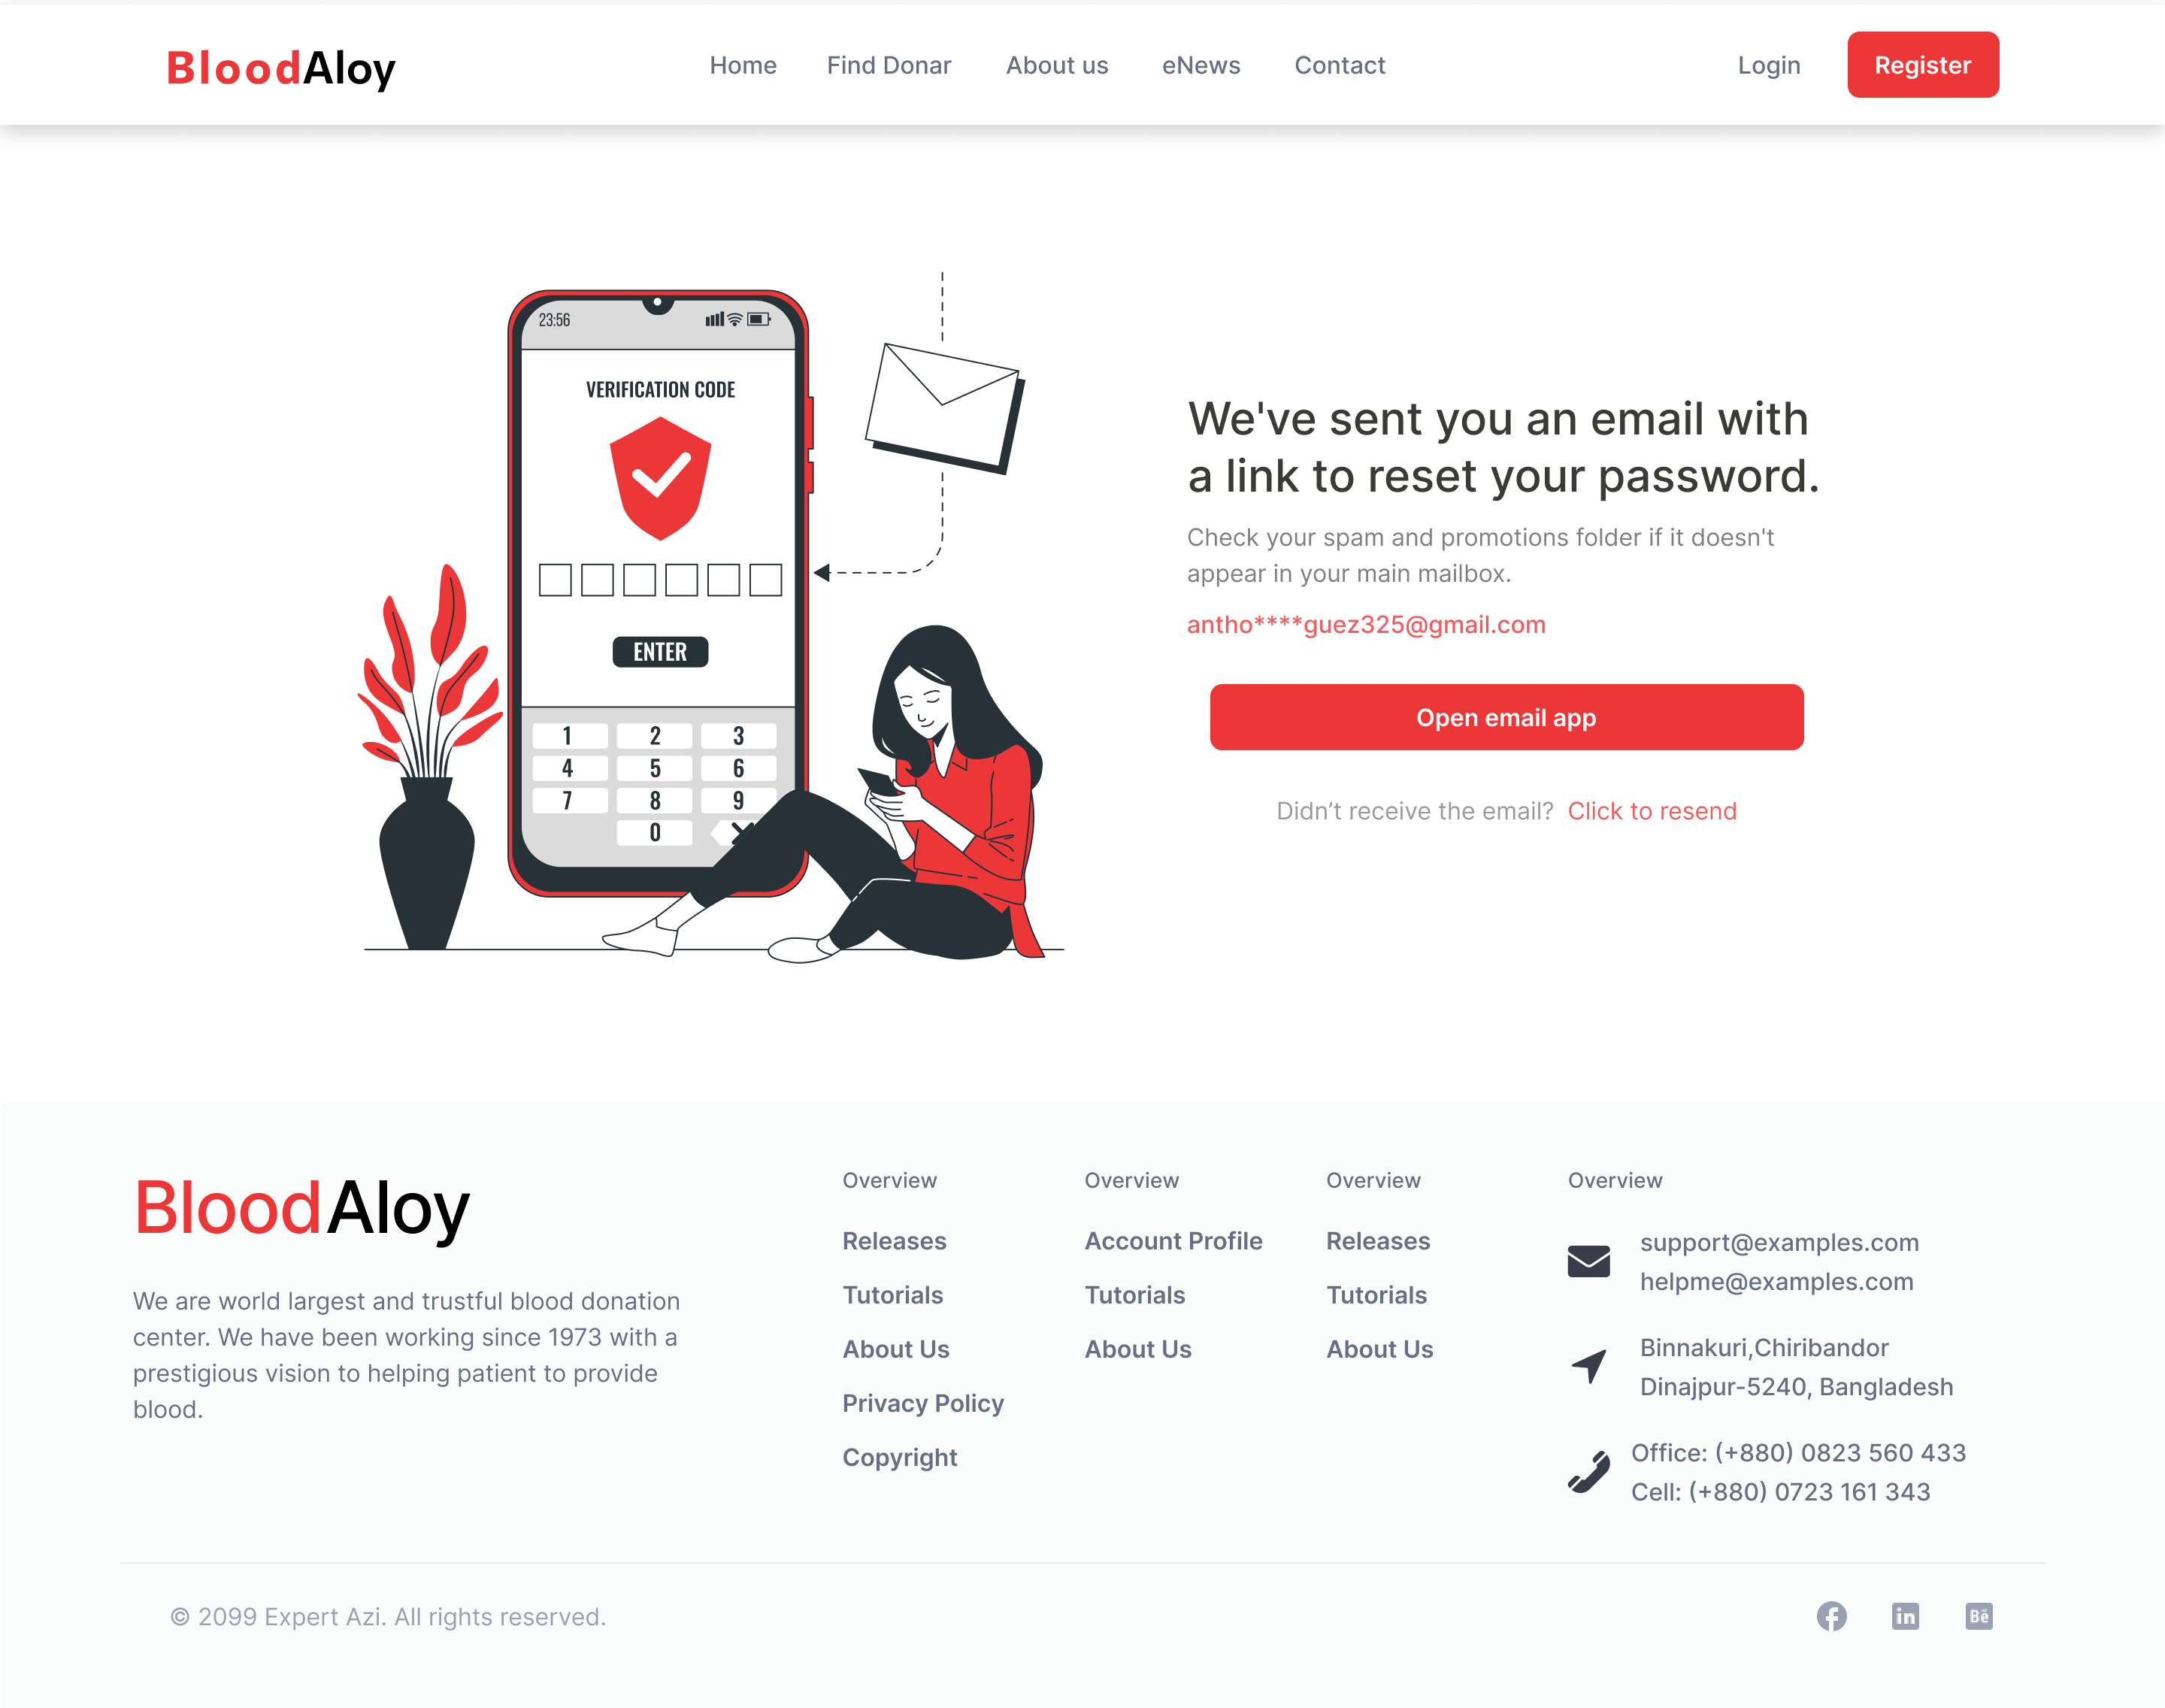 BloodAloy
Home Find Donar About us eNews Contact
Login Register
23:56
VERIFICATION CODE
ENTER
1 2 3
4 5 6
7 8 9
0
We've sent you an email with
a link to reset your password.
Check your spam and promotions folder if it doesn't
appear in your main mailbox.
antho****guez325@gmail.com
Open email app
Didn’t receive the email? Click to resend
BloodAloy
We are world largest and trustful blood donation
center. We have been working since 1973 with a
prestigious vision to helping patient to provide
blood.
Overview
Releases
Tutorials
About Us
Privacy Policy
Copyright
Overview
Account Profile
Tutorials
About Us
Overview
Releases
Tutorials
About Us
Overview
support@examples.com
helpme@examples.com
Binnakuri,Chiribandor
Dinajpur-5240, Bangladesh
Office: (+880) 0823 560 433
Cell: (+880) 0723 161 343
© 2099 Expert Azi. All rights reserved.
in
Bē